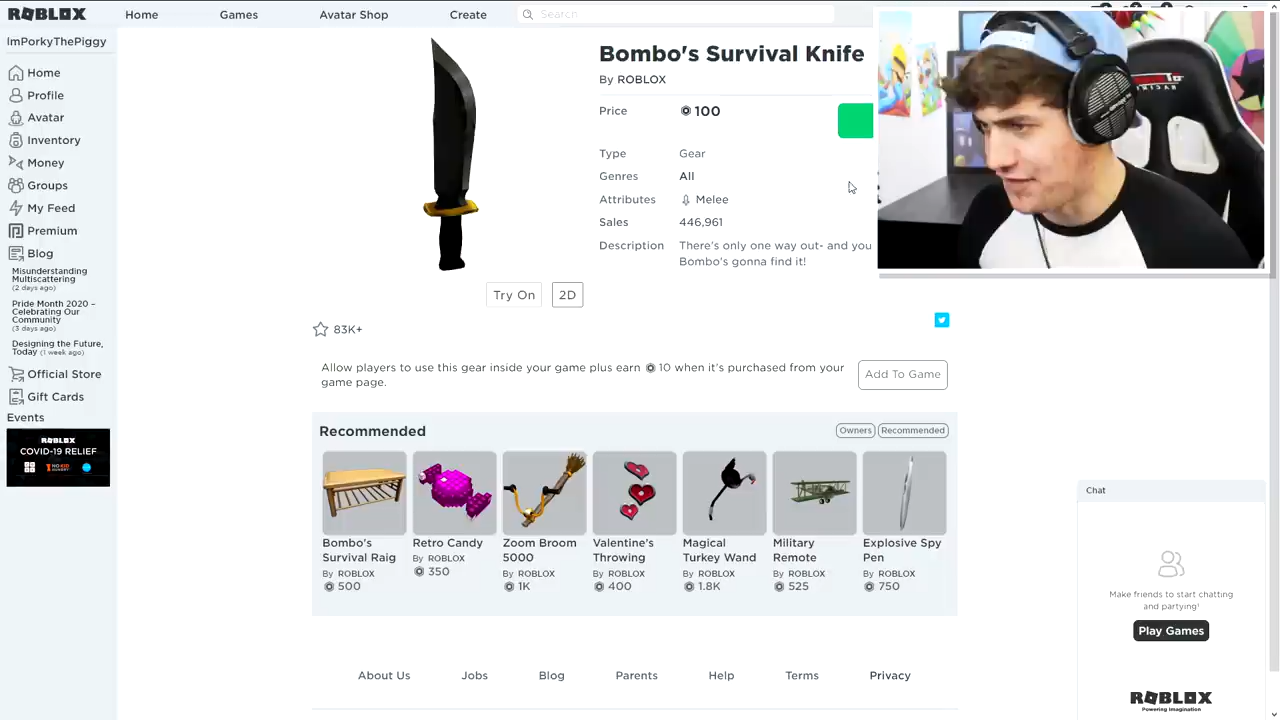 ROBLOX
Home
Games
Avatar Shop
Create
Search
ImPorkyThePiggy
Home
Profile
Avatar
Inventory
Money
Groups
My Feed
Premium
Blog
Misunderstanding
Multiscattering
(2 days ago)
Pride Month 2020 –
Celebrating Our
Community
(3 days ago)
Designing the Future,
Today (1 week ago)
Official Store
Gift Cards
Events
ROBLOX
COVID-19 RELIEF
Bombo's Survival Knife
By ROBLOX
Price 100
Type Gear
Genres All
Attributes Melee
Sales 446,961
Description There's only one way out- and you
Bombo's gonna find it!
Try On
2D
83K+
Allow players to use this gear inside your game plus earn 10 when it's purchased from your
game page.
Add To Game
Recommended
Owners
Recommended
Bombo's
Survival Raig
By ROBLOX
500
Retro Candy
By ROBLOX
350
Zoom Broom
5000
By ROBLOX
1K
Valentine's
Throwing
By ROBLOX
400
Magical
Turkey Wand
By ROBLOX
1.8K
Military
Remote
By ROBLOX
525
Explosive Spy
Pen
By ROBLOX
750
Chat
Make friends to start chatting
and partying!
Play Games
ROBLOX
Powering Imagination
About Us
Jobs
Blog
Parents
Help
Terms
Privacy